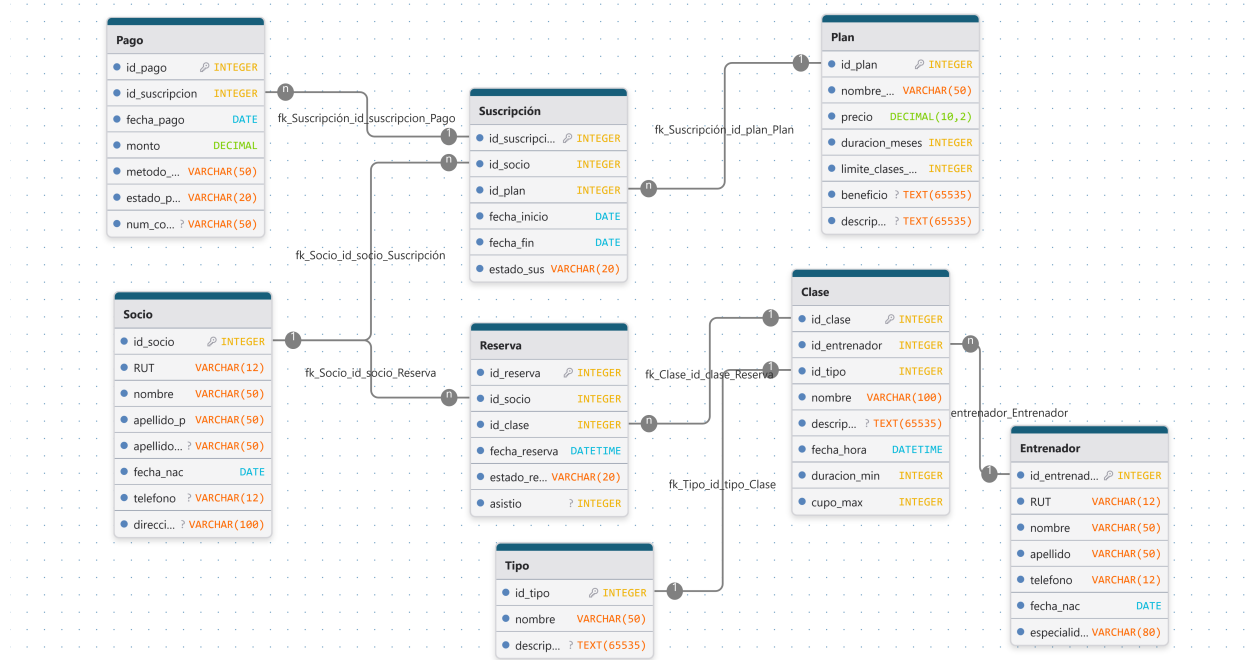 Pago
id_pago INTEGER
id_suscripcion INTEGER
fecha_pago DATE
monto DECIMAL
metodo_... VARCHAR(50)
estado_p... VARCHAR(20)
num_co... ? VARCHAR(50)
n
fk_Suscripción_id_suscripcion_Pago
1
Suscripción
id_suscripci... INTEGER
id_socio INTEGER
id_plan INTEGER
fecha_inicio DATE
fecha_fin DATE
estado_sus VARCHAR(20)
n
n
fk_Suscripción_id_plan_Plan
1
Plan
id_plan INTEGER
nombre_... VARCHAR(50)
precio DECIMAL(10,2)
duracion_meses INTEGER
limite_clases_... INTEGER
beneficio ? TEXT(65535)
descrip... ? TEXT(65535)
fk_Socio_id_socio_Suscripción
Socio
id_socio INTEGER
RUT VARCHAR(12)
nombre VARCHAR(50)
apellido_p VARCHAR(50)
apellido... ? VARCHAR(50)
fecha_nac DATE
telefono ? VARCHAR(12)
direcci... ? VARCHAR(100)
1
fk_Socio_id_socio_Reserva
n
Reserva
id_reserva INTEGER
id_socio INTEGER
id_clase INTEGER
fecha_reserva DATETIME
estado_re... VARCHAR(20)
asistio ? INTEGER
n
fk_Clase_id_clase_Reserva
1
1
Clase
id_clase INTEGER
id_entrenador INTEGER
id_tipo INTEGER
nombre VARCHAR(100)
descrip... ? TEXT(65535)
fecha_hora DATETIME
duracion_min INTEGER
cupo_max INTEGER
n
entrenador_Entrenador
1
Entrenador
id_entrenad... INTEGER
RUT VARCHAR(12)
nombre VARCHAR(50)
apellido VARCHAR(50)
telefono VARCHAR(12)
fecha_nac DATE
especialid... VARCHAR(80)
fk_Tipo_id_tipo_Clase
Tipo
id_tipo INTEGER
nombre VARCHAR(50)
descrip... ? TEXT(65535)
1